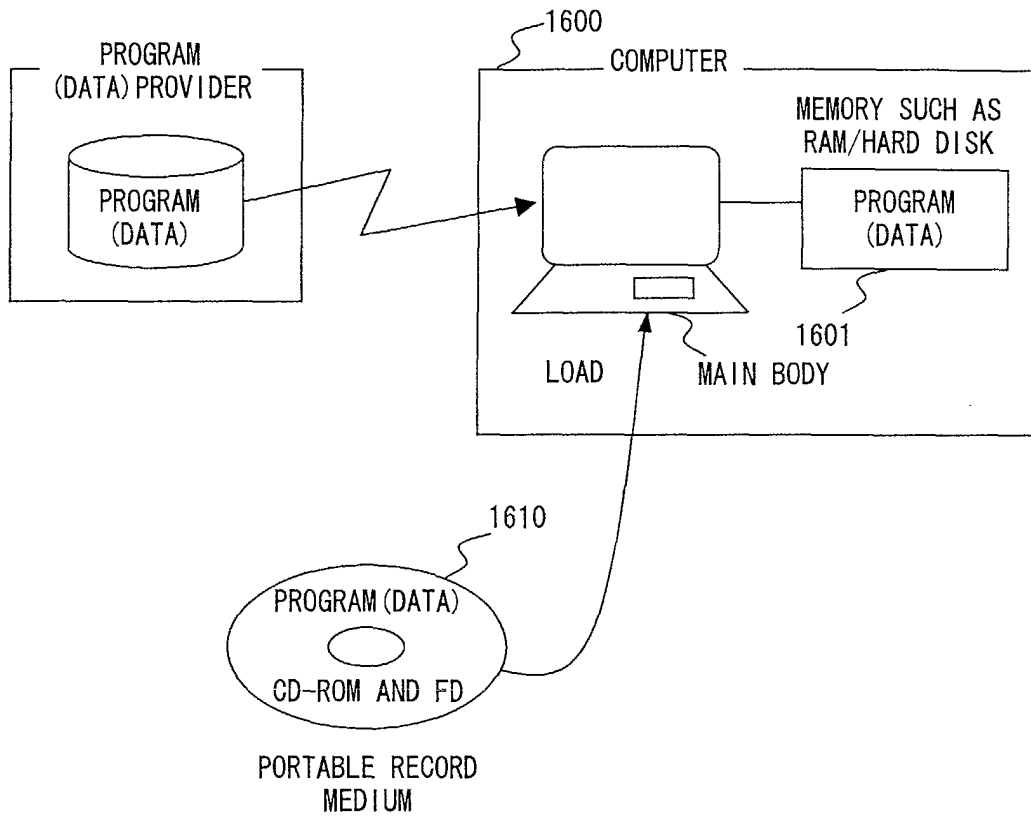 PROGRAM
(DATA) PROVIDER
PROGRAM
(DATA)
1600
COMPUTER
MEMORY SUCH AS
RAM/HARD DISK
PROGRAM
(DATA)
1601
LOAD
MAIN BODY
1610
PROGRAM (DATA)
CD-ROM AND FD
PORTABLE RECORD
MEDIUM